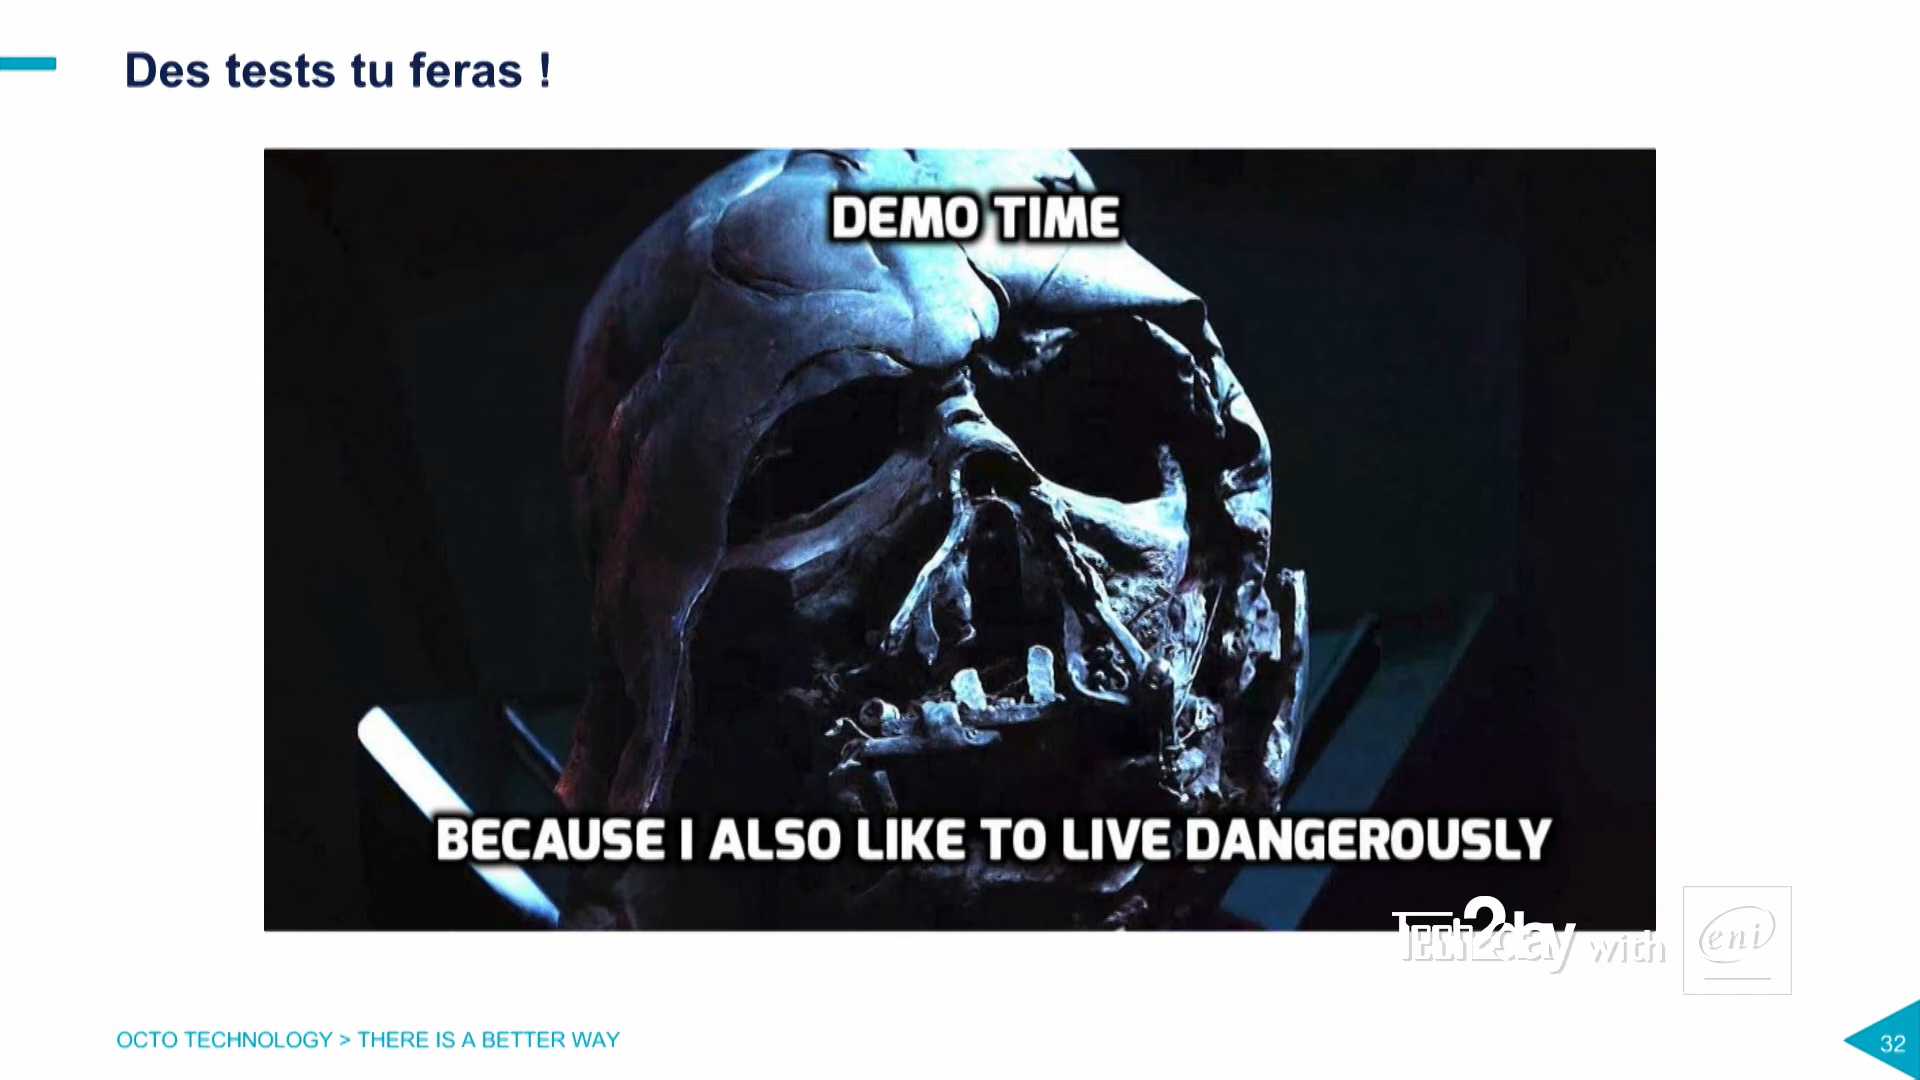 Des tests tu feras !
DEMO TIME
BECAUSE I ALSO LIKE TO LIVE DANGEROUSLY
Tech2day with eni
OCTO TECHNOLOGY > THERE IS A BETTER WAY
32